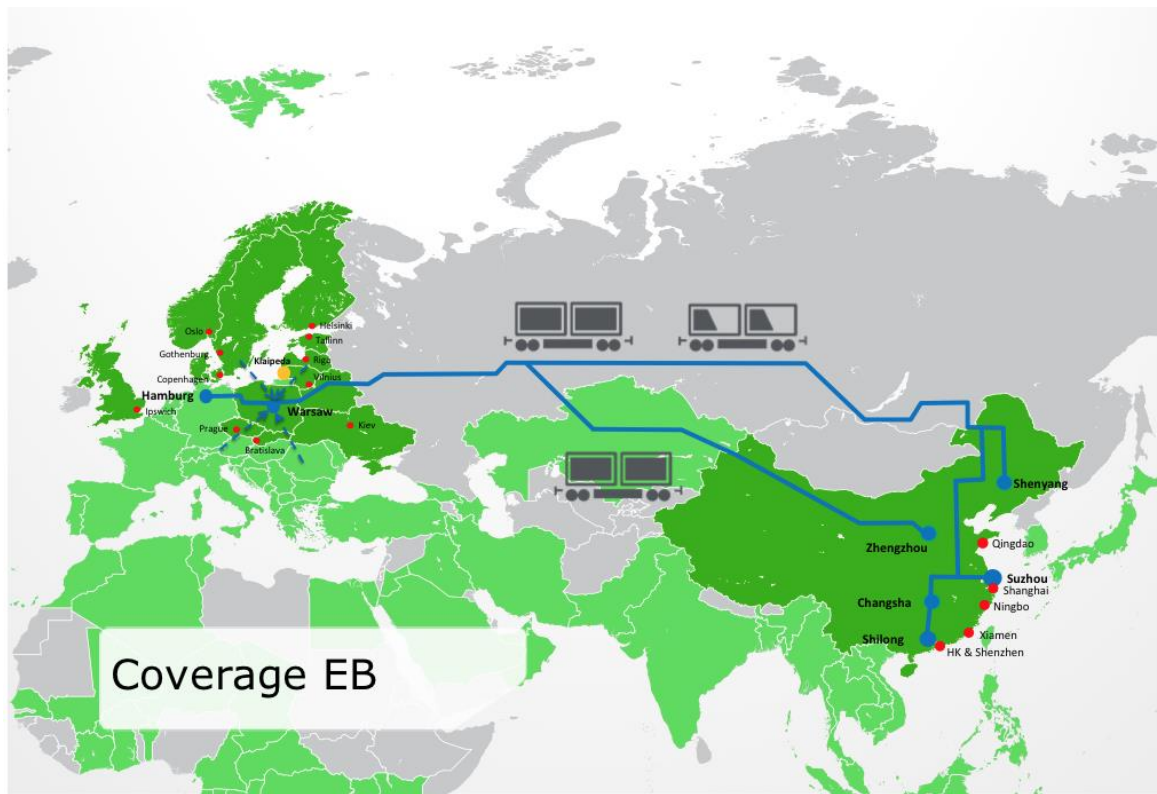 Oslo
Helsinki
Tallinn
Gothenburg
Klaipeda
Riga
Copenhagen
Vilnius
Hamburg
Ipswich
Warsaw
Prague
Kiev
Bratislava
Shenyang
Zhengzhou
Qingdao
Suzhou
Shanghai
Changsha
Ningbo
Xiamen
Shilong
HK & Shenzhen
Coverage EB